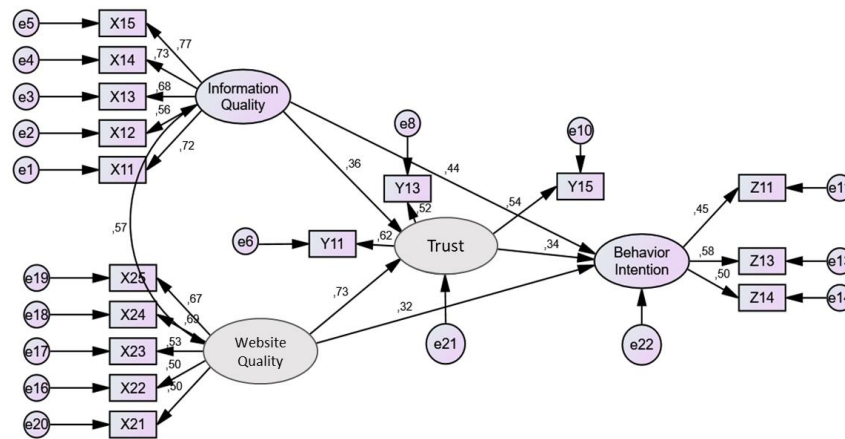 e5
X15
,77
e4
X14
,73
e3
X13
,68
Information
Quality
e2
X12
,56
e1
X11
,72
,57
e8
Y13
,52
,36
,44
e10
Y15
,54
e6
Y11
,62
Trust
,34
Behavior
Intention
,45
Z11
,58
Z13
,50
Z14
e19
X25
,67
e18
X24
,69
e17
X23
,53
Website
Quality
e16
X22
,50
e20
X21
,50
,73
,32
e21
e22